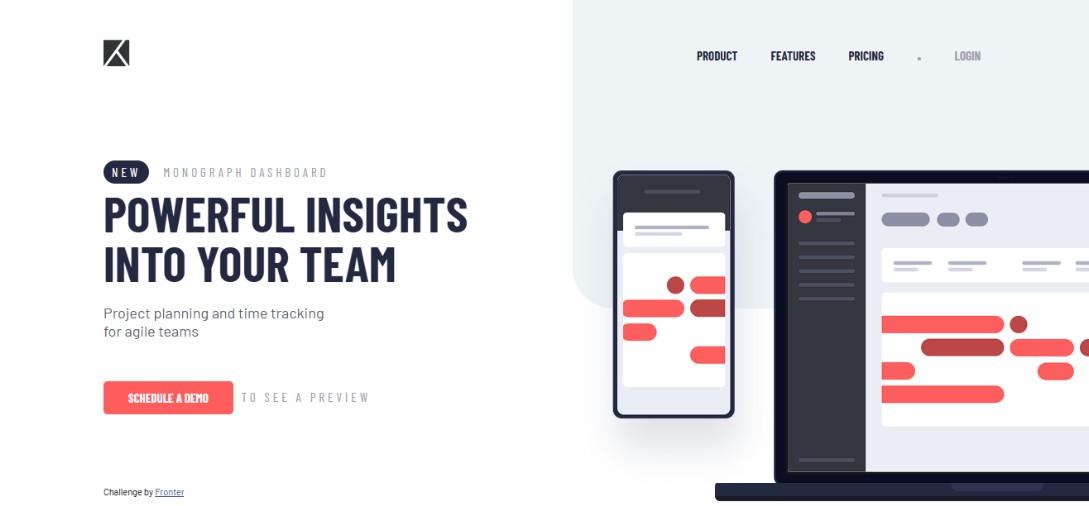 PRODUCT FEATURES PRICING LOGIN
NEW MONOGRAPH DASHBOARD
POWERFUL INSIGHTS
INTO YOUR TEAM
Project planning and time tracking
for agile teams
SCHEDULE A DEMO TO SEE A PREVIEW
Challenge by Fronter